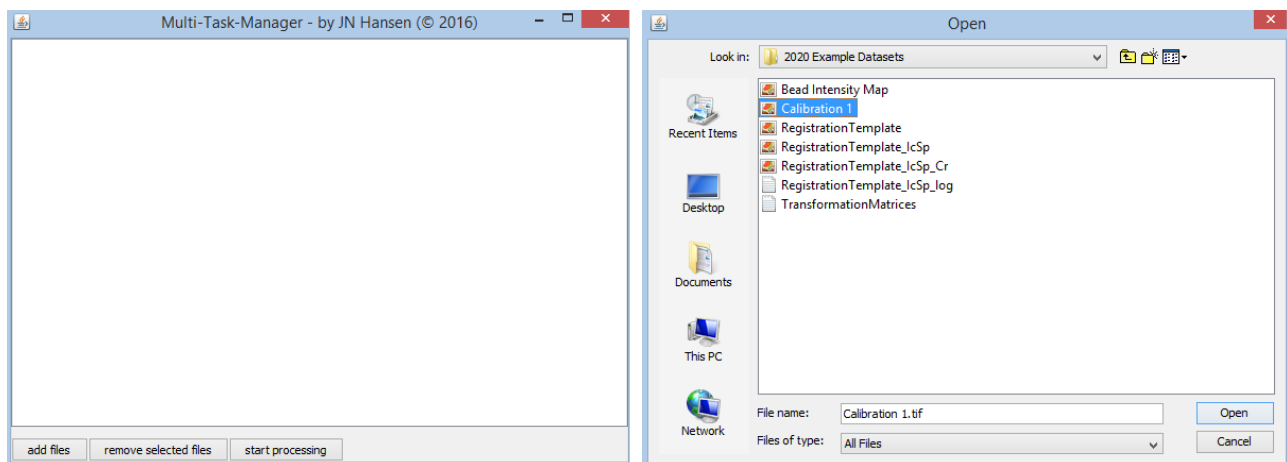 Multi-Task-Manager - by JN Hansen (© 2016)
add files
remove selected files
start processing
Open
Look in:
2020 Example Datasets
Recent Items
Desktop
Documents
This PC
Network
Bead Intensity Map
Calibration 1
RegistrationTemplate
RegistrationTemplate_IcSp
RegistrationTemplate_IcSp_Cr
RegistrationTemplate_IcSp_log
TransformationMatrices
File name:
Calibration 1.tif
Open
Files of type:
All Files
Cancel